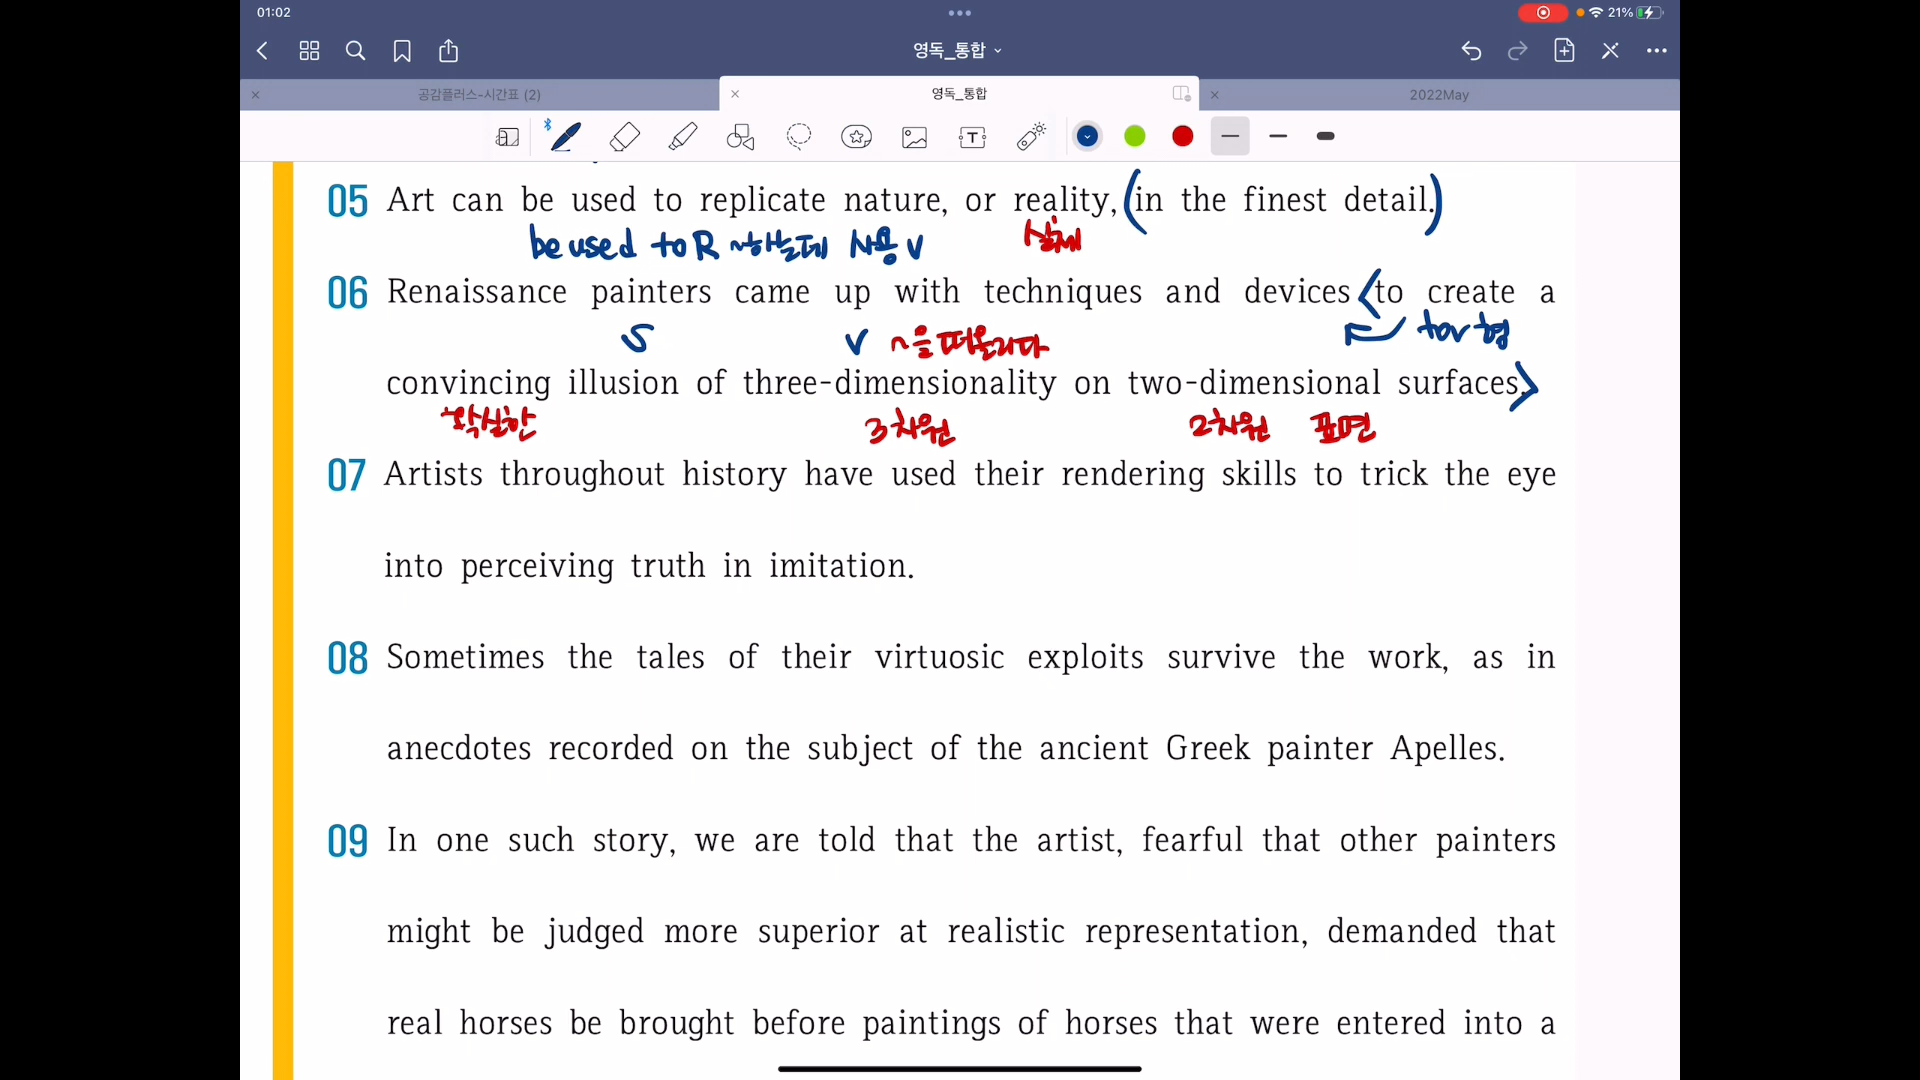 01:02
21%
영독_통합
공감플러스-시간표 (2)
영독_통합
2022May
05 Art can be used to replicate nature, or reality, (in the finest detail.)
be used to R ~하는데 사용 V 실제
06 Renaissance painters came up with techniques and devices <to create a
S V ~을 떠올리다 to V 형
convincing illusion of three-dimensionality on two-dimensional surfaces.>
확실한 3차원 2차원 표면
07 Artists throughout history have used their rendering skills to trick the eye
into perceiving truth in imitation.
08 Sometimes the tales of their virtuosic exploits survive the work, as in
anecdotes recorded on the subject of the ancient Greek painter Apelles.
09 In one such story, we are told that the artist, fearful that other painters
might be judged more superior at realistic representation, demanded that
real horses be brought before paintings of horses that were entered into a